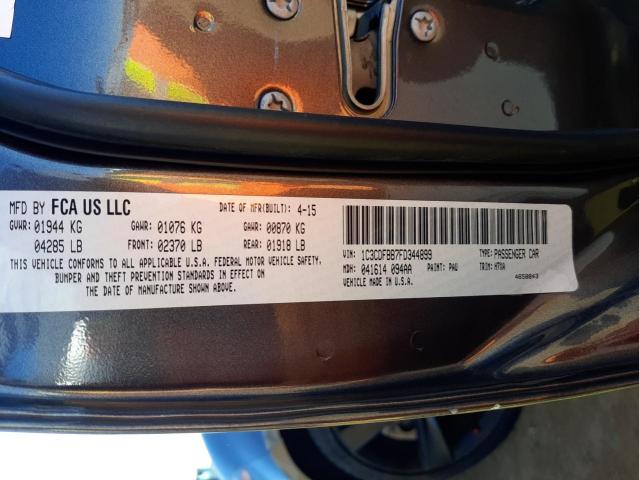 MFD BY FCA US LLC DATE OF MFR(BUILT): 4-15
GVWR: 01944 KG GAWR: 01076 KG GAWR: 00870 KG
04285 LB FRONT: 02370 LB REAR: 01918 LB
THIS VEHICLE CONFORMS TO ALL APPLICABLE U.S.A. FEDERAL MOTOR VEHICLE SAFETY,
BUMPER AND THEFT PREVENTION STANDARDS IN EFFECT ON
THE DATE OF MANUFACTURE SHOWN ABOVE.
VIN: 1C3CDFBB7FD344899 TYPE: PASSENGER CAR
MDH: 041614 094AA PAINT: PAU TRIM: H7XA
VEHICLE MADE IN U.S.A. 4658043